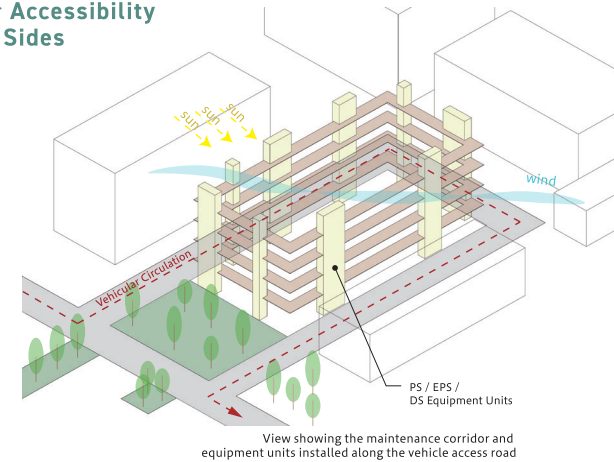 Accessibility
Sides
sun
sun
sun
wind
Vehicular Circulation
PS / EPS /
DS Equipment Units
View showing the maintenance corridor and
equipment units installed along the vehicle access road